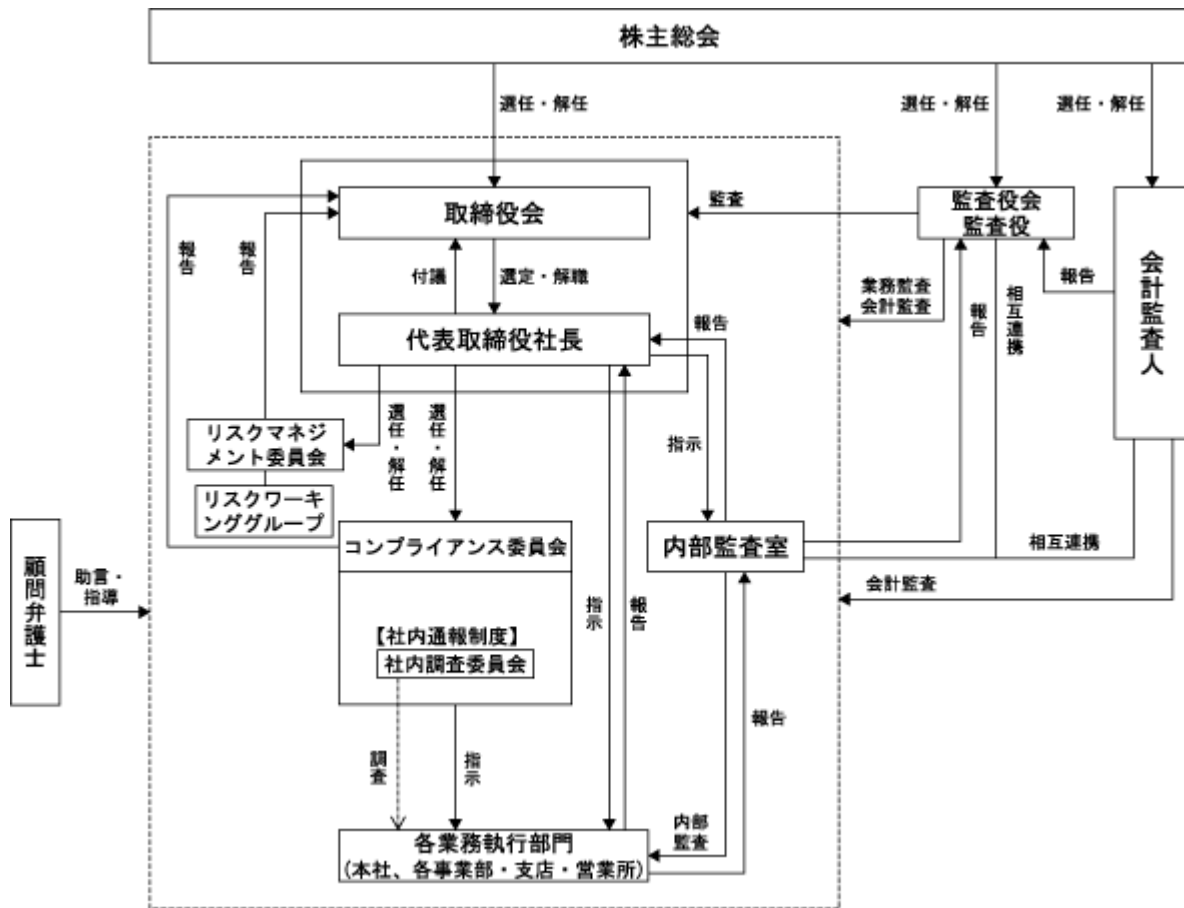 株主総会
選任・解任
選任・解任
選任・解任
取締役会
監査
監査役会
監査役
会計監査人
報告
報告
付議
選定・解職
業務監査
会計監査
報告
相互連携
報告
代表取締役社長
報告
選任・解任
選任・解任
指示
リスクマネジ
メント委員会
リスクワーキ
ンググループ
コンプライアンス委員会
内部監査室
相互連携
顧問弁護士
助言・
指導
会計監査
指示
報告
【社内通報制度】
社内調査委員会
報告
調査
指示
内部
監査
各業務執行部門
(本社、各事業部・支店・営業所)